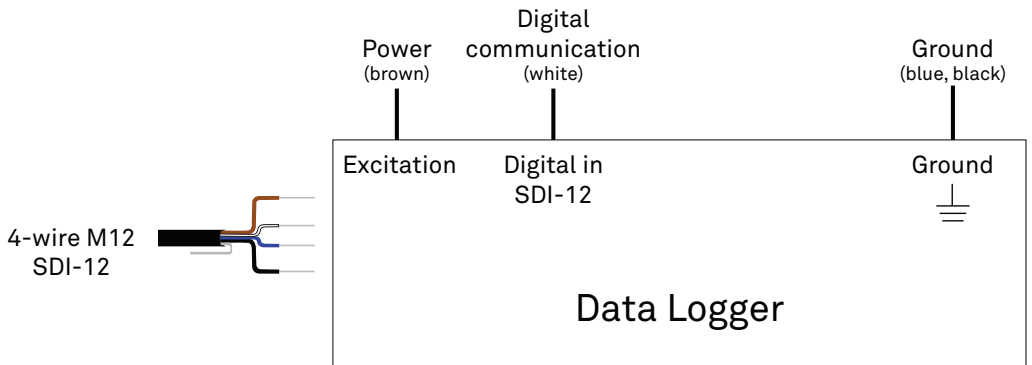 Power
(brown)
Digital
communication
(white)
Ground
(blue, black)
Excitation
Digital in
SDI-12
Ground
4-wire M12
SDI-12
Data Logger